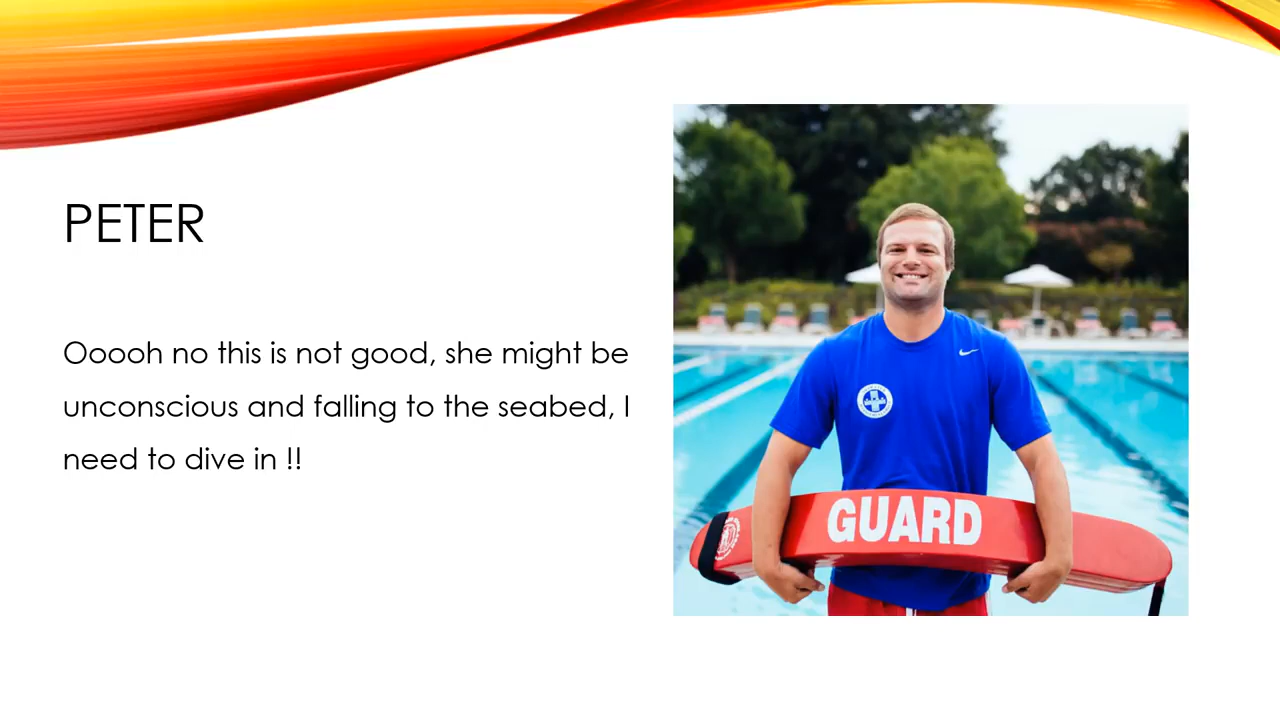 PETER
Ooooh no this is not good, she might be
unconscious and falling to the seabed, I
need to dive in !!
GUARD